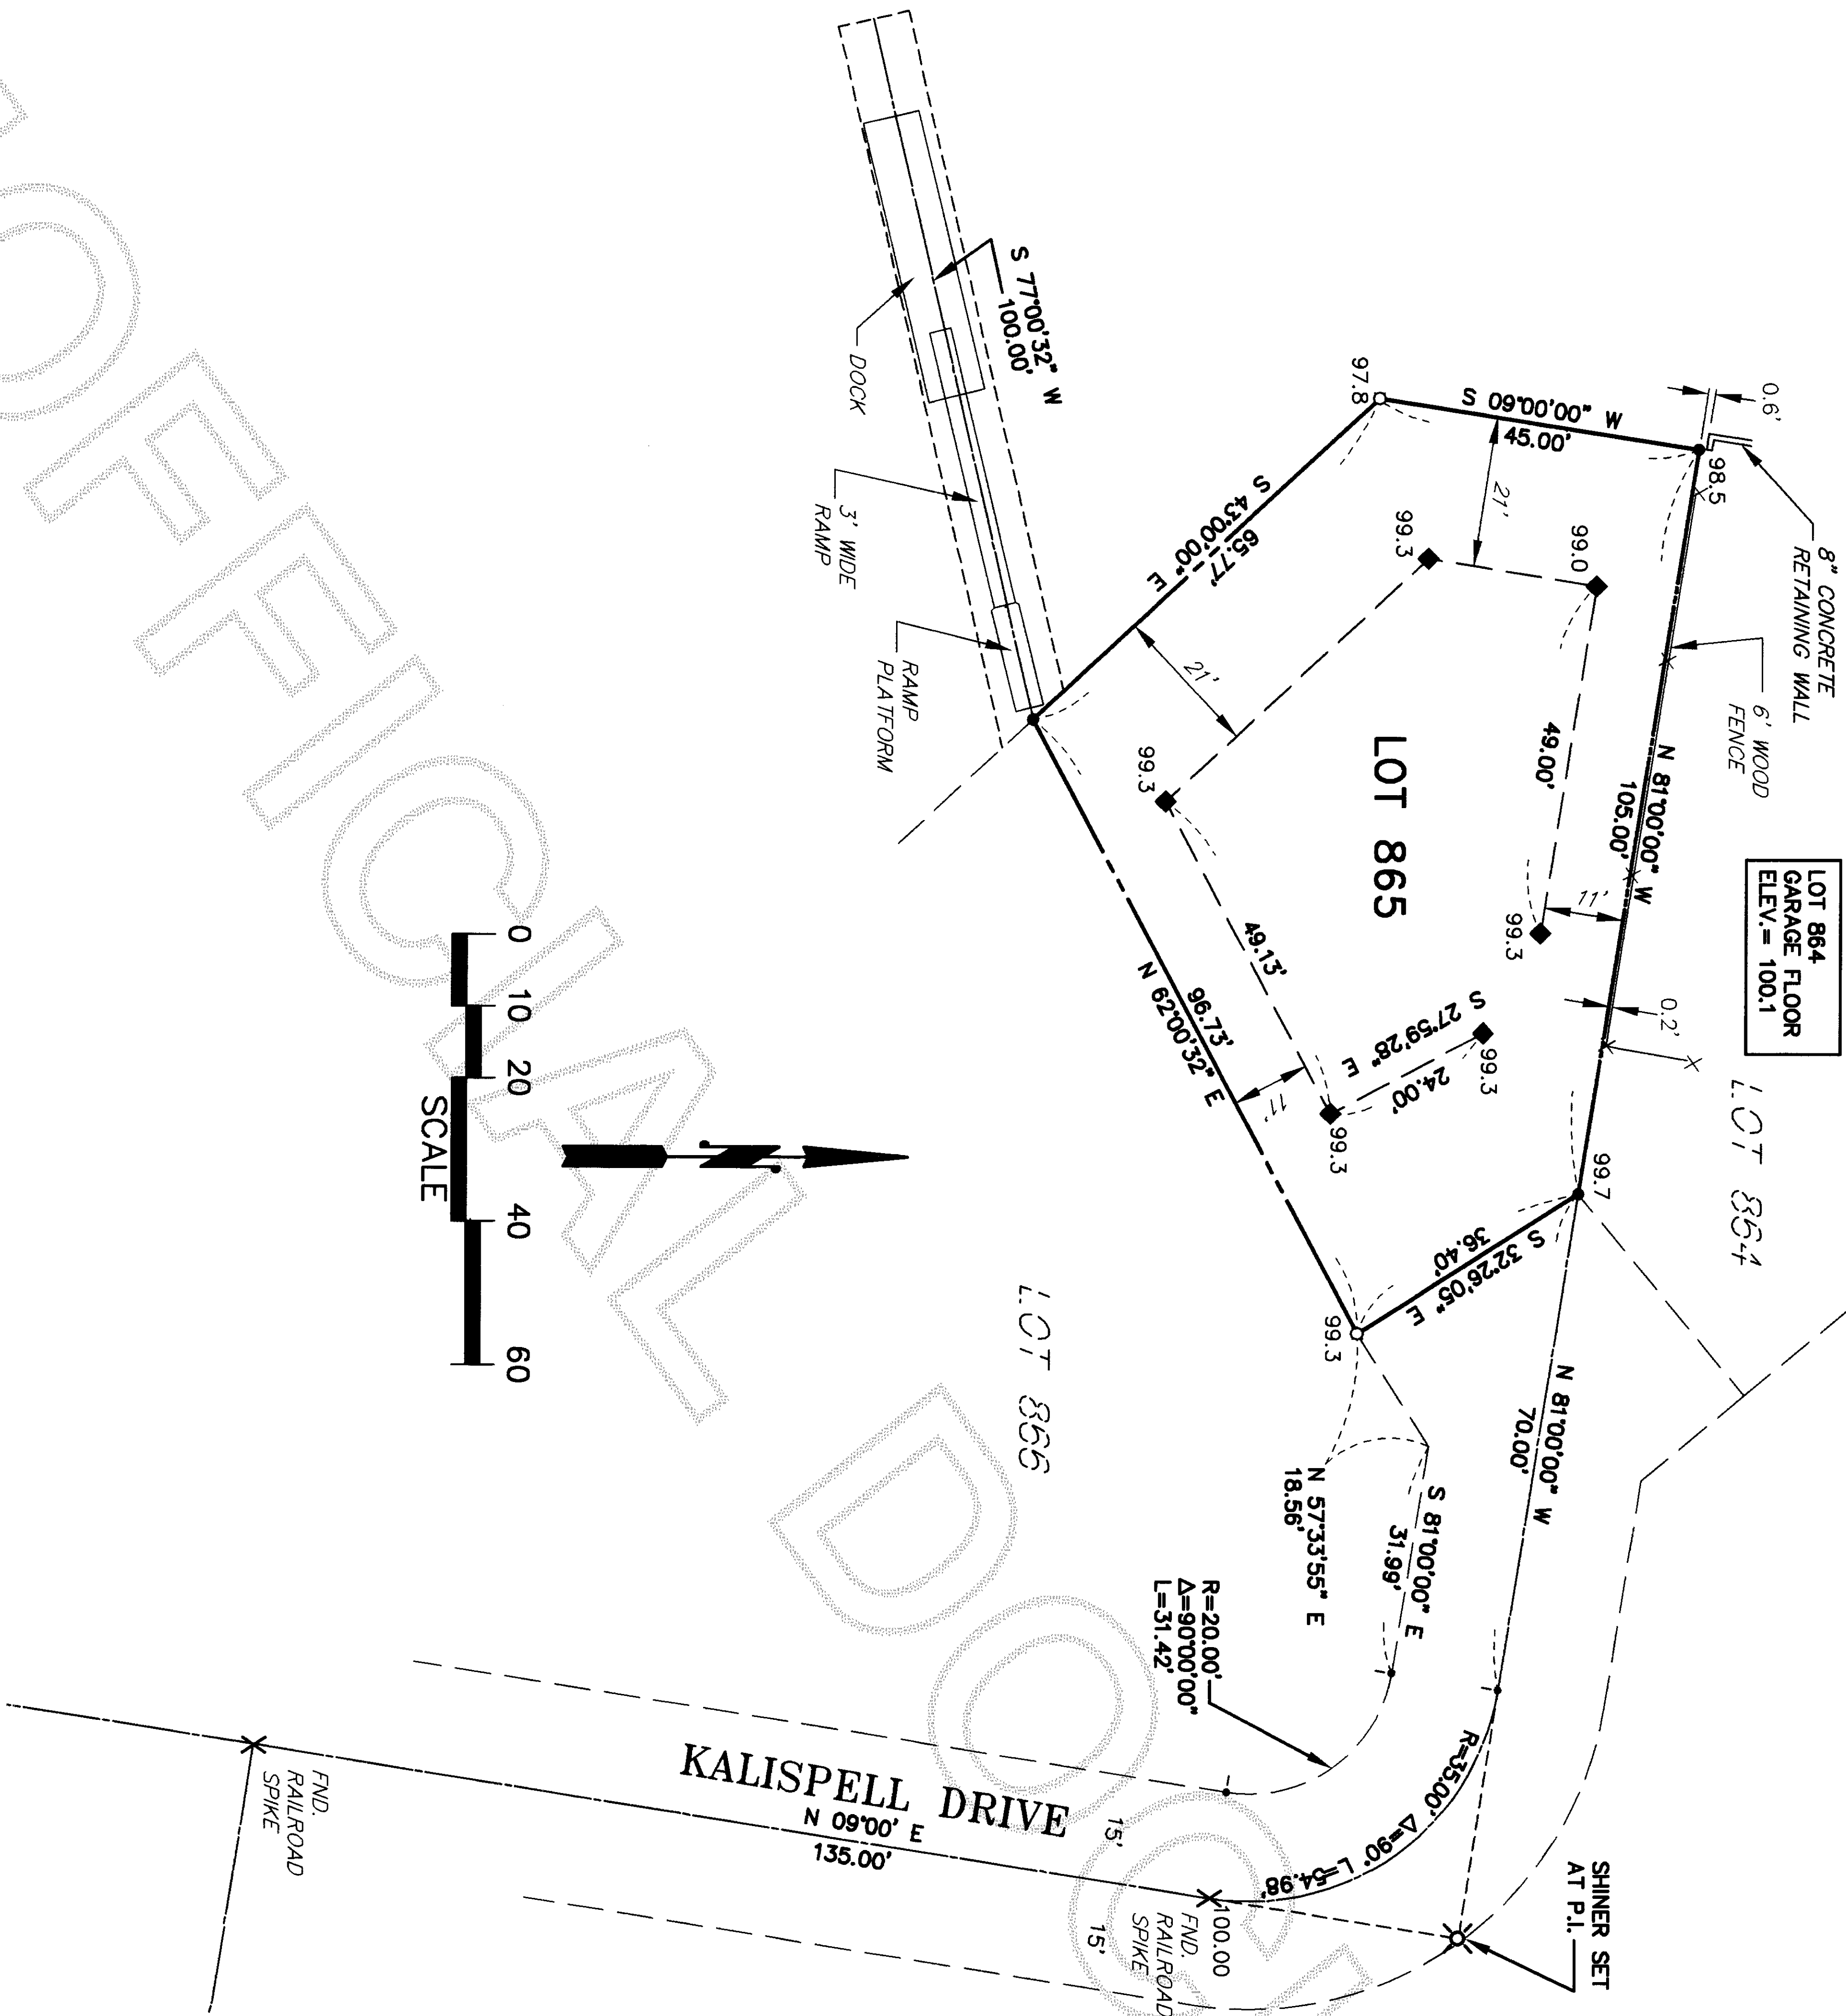 8" CONCRETE
RETAINING WALL
6' WOOD
FENCE
LOT 864
GARAGE FLOOR
ELEV.= 100.1
LOT 864
0.6'
98.5
N 81°00'00" W
105.00'
0.2'
99.7
S 09°00'00" W
45.00'
97.8
21'
99.0
99.3
49.00'
11'
99.3
LOT 865
S 43°00'00" E
65.77'
21'
99.3
49.13'
S 27°59'28" E
24.00'
99.3
99.3
11'
96.73'
N 62°00'32" E
S 32°26'05" E
36.40'
99.3
N 81°00'00" W
70.00'
S 81°00'00" E
31.99'
N 57°33'55" E
18.56'
R=20.00'
Δ=90°00'00"
L=31.42'
R=35.00' Δ=90° L=54.98'
SHINER SET
AT P.I.
S 77°00'32" W
100.00'
DOCK
3' WIDE
RAMP
RAMP
PLATFORM
LOT 866
0 10 20 40 60
SCALE
KALISPELL DRIVE
N 09°00' E
135.00'
15'
15'
100.00
FND.
RAILROAD
SPIKE
FND.
RAILROAD
SPIKE
OFFICIAL DOC